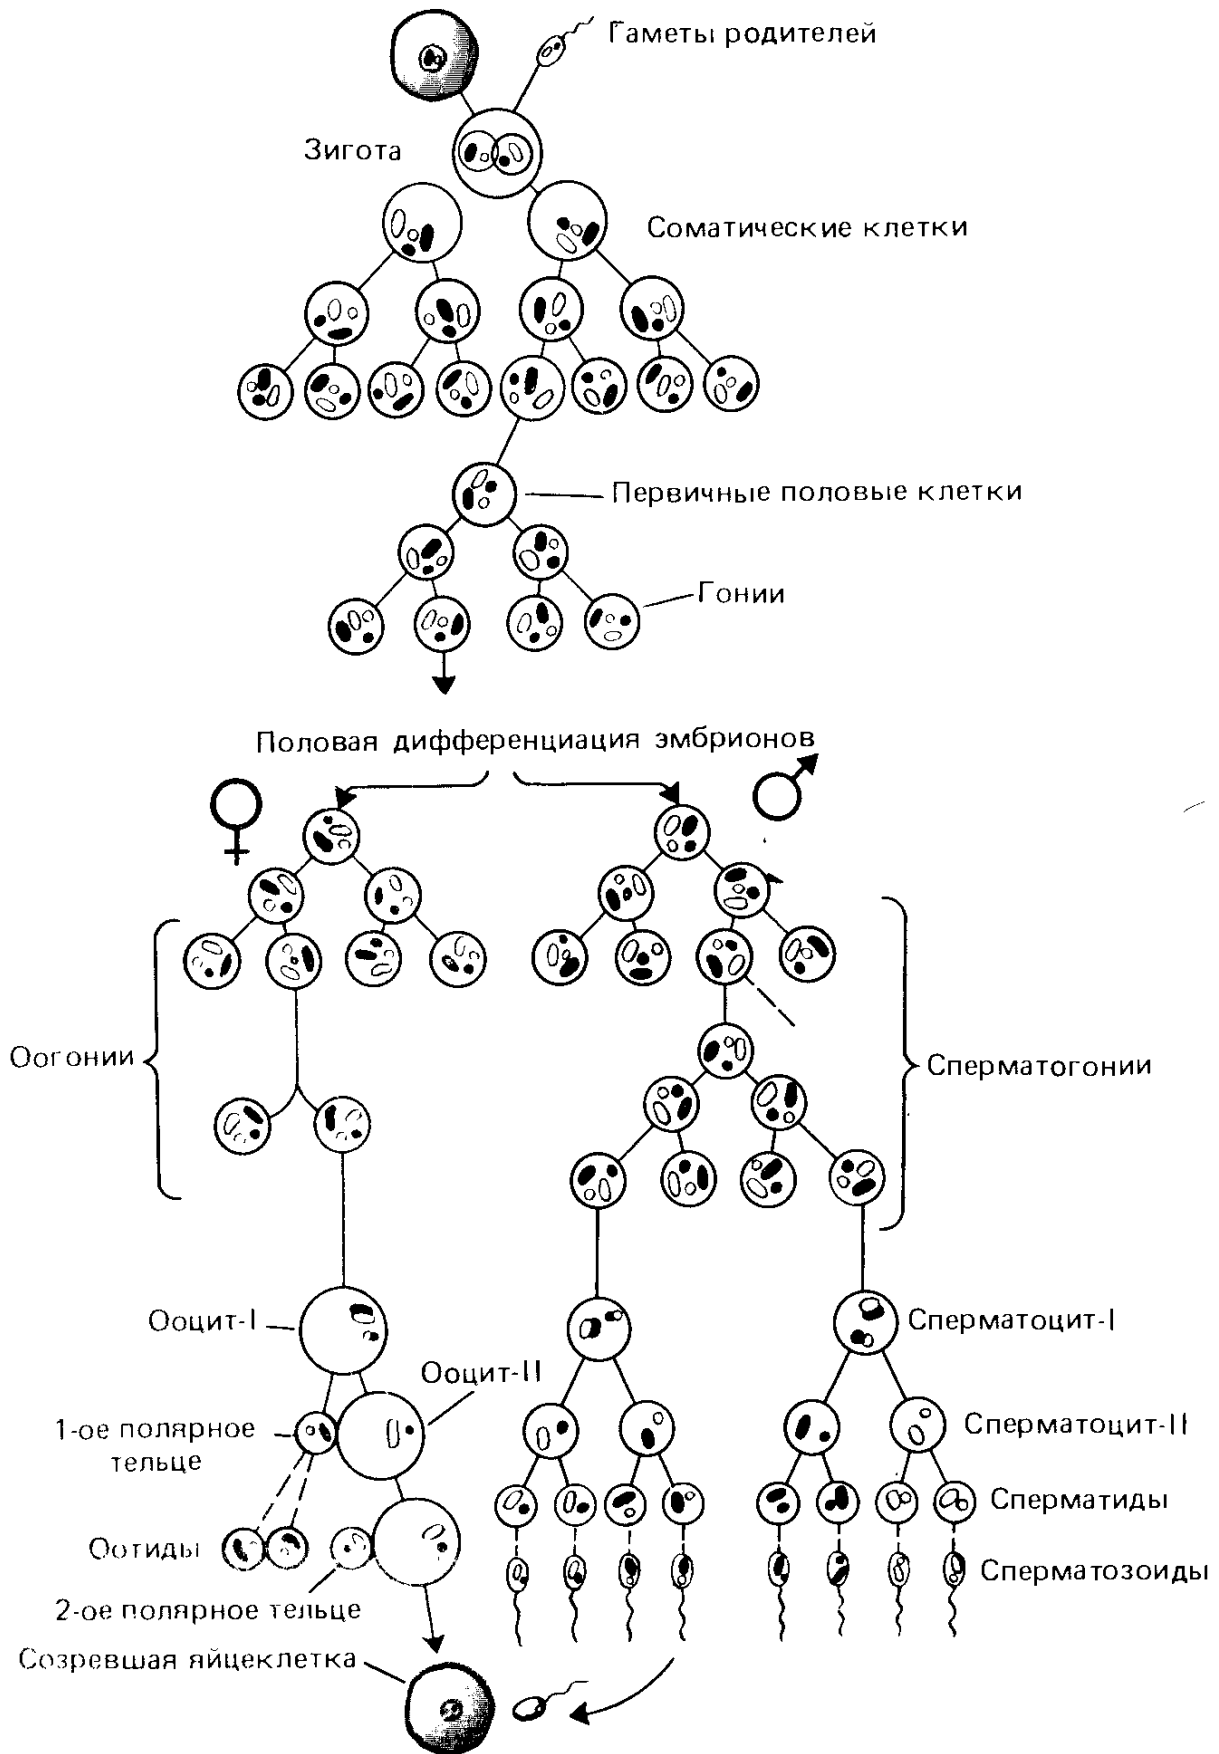 Гаметы родителей
Зигота
Соматические клетки
Первичные половые клетки
Гонии
Половая дифференциация эмбрионов
Оогонии
Сперматогонии
Ооцит-I
Сперматоцит-I
Ооцит-II
1-ое полярное
тельце
Сперматоцит-II
Сперматиды
Оотиды
Сперматозоиды
2-ое полярное тельце
Созревшая яйцеклетка